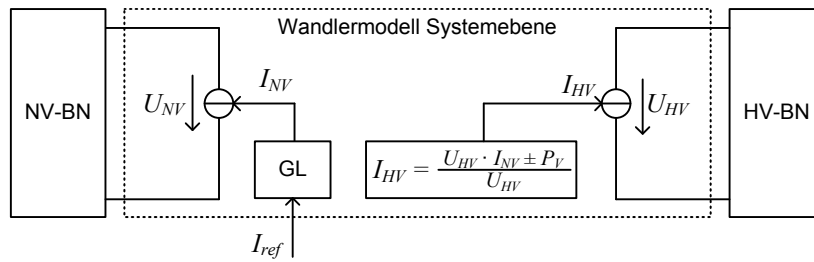 Wandlermodell Systemebene
NV-BN
U_NV
I_NV
GL
I_ref
I_HV = (U_HV · I_NV ± P_V) / U_HV
I_HV
U_HV
HV-BN